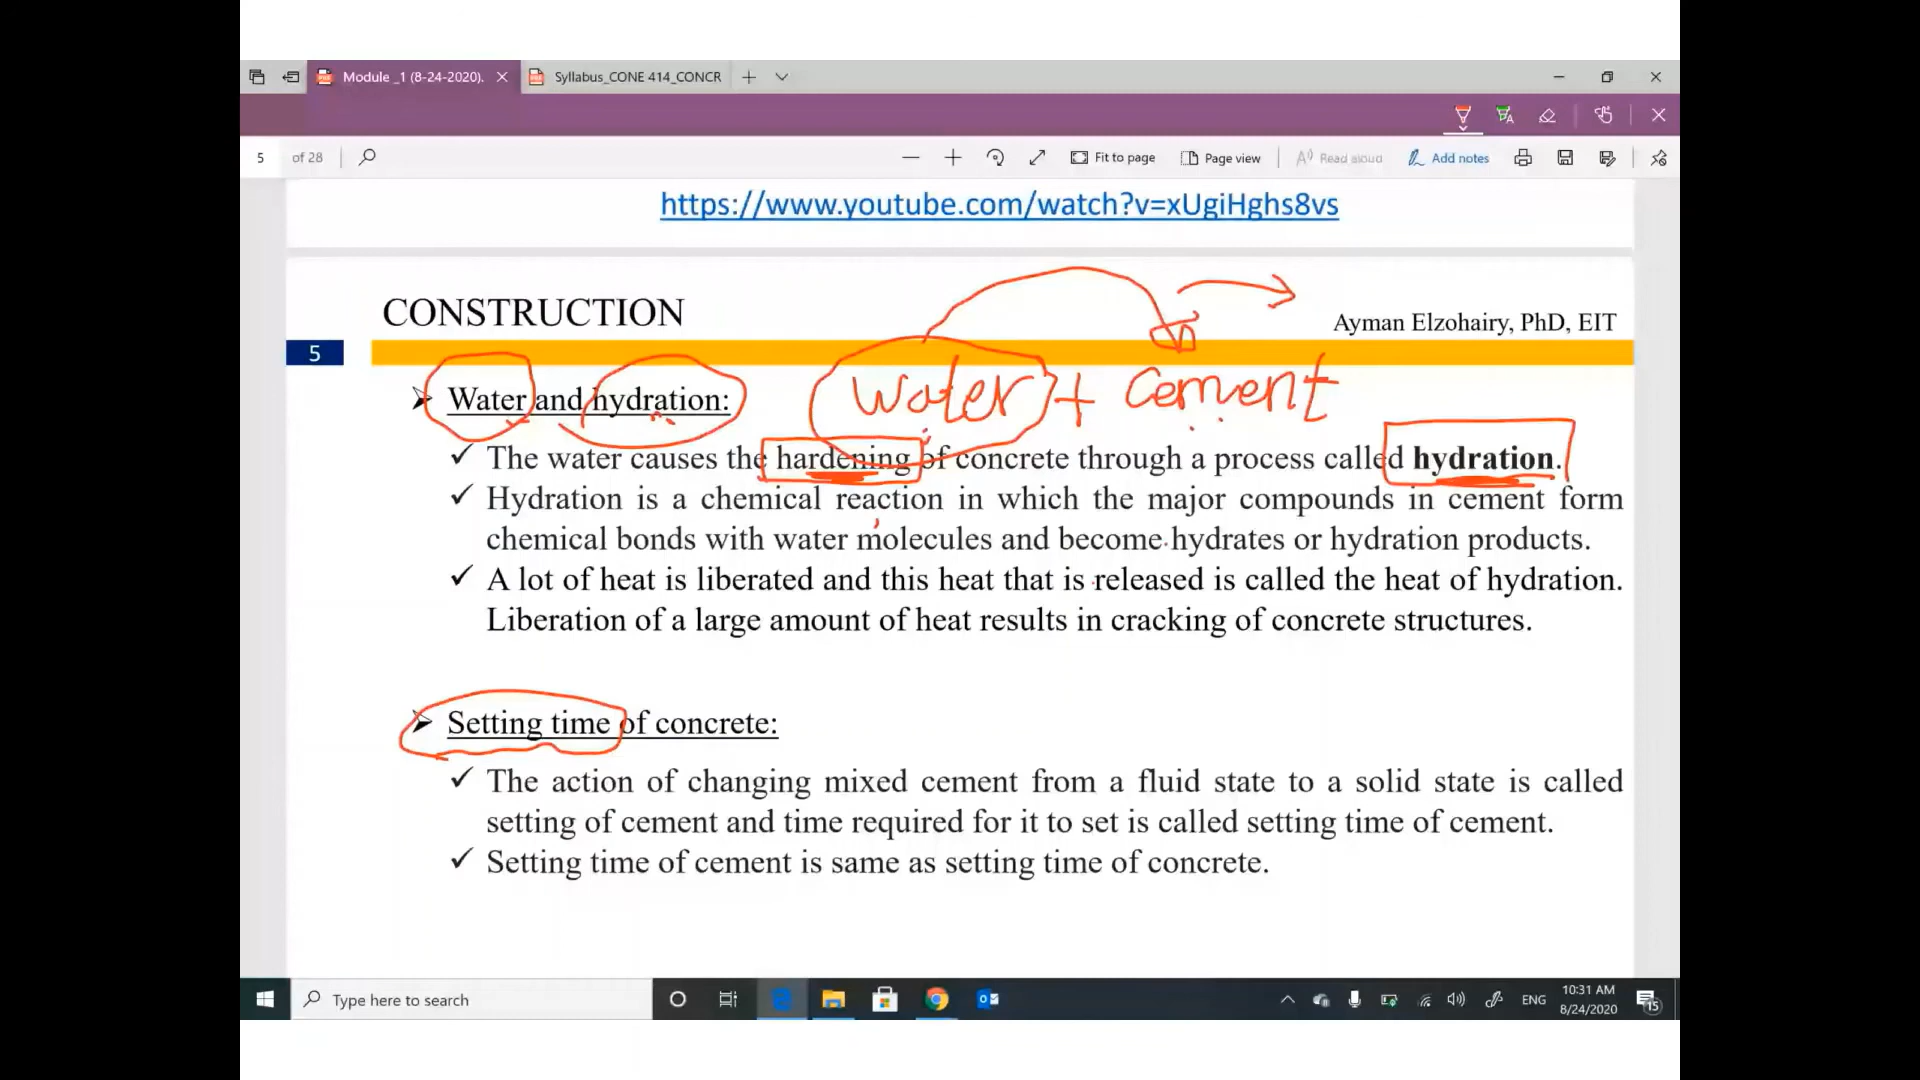 Module _1 (8-24-2020). Syllabus_CONE 414_CONCR
5 of 28 Fit to page Page view Read aloud Add notes
https://www.youtube.com/watch?v=xUgiHghs8vs
CONSTRUCTION
Ayman Elzohairy, PhD, EIT
5
Water and hydration:
water + cement
The water causes the hardening of concrete through a process called hydration.
Hydration is a chemical reaction in which the major compounds in cement form
chemical bonds with water molecules and become hydrates or hydration products.
A lot of heat is liberated and this heat that is released is called the heat of hydration.
Liberation of a large amount of heat results in cracking of concrete structures.
Setting time of concrete:
The action of changing mixed cement from a fluid state to a solid state is called
setting of cement and time required for it to set is called setting time of cement.
Setting time of cement is same as setting time of concrete.
Type here to search
ENG
10:31 AM
8/24/2020
15